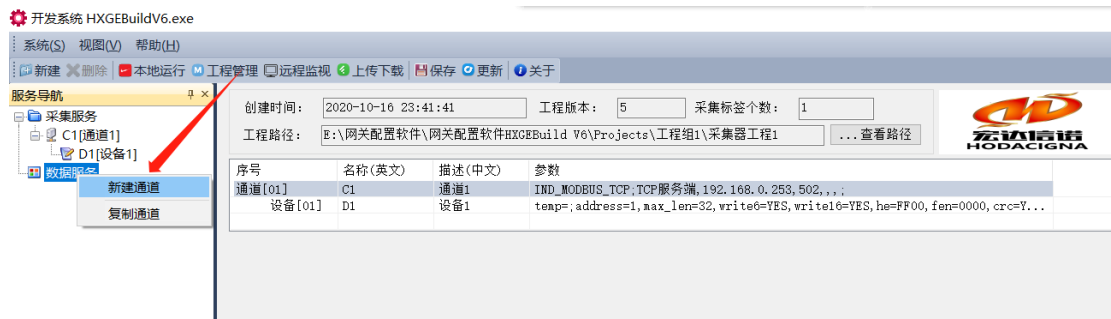 开发系统 HXGEBuildV6.exe
系统(S) 视图(V) 帮助(H)
新建 删除 本地运行 工程管理 远程监视 上传下载 保存 更新 关于
服务导航
采集服务
C1[通道1]
D1[设备1]
数据服务
新建通道
复制通道
创建时间: 2020-10-16 23:41:41 工程版本: 5 采集标签个数: 1
工程路径: E:\网关配置软件\网关配置软件HXGEBuild V6\Projects\工程组1\采集器工程1 ...查看路径
宏达信诺
HODACIGNA
序号 名称(英文) 描述(中文) 参数
通道[01] C1 通道1 IND_MODBUS_TCP;TCP服务端,192.168.0.253,502,,,;
设备[01] D1 设备1 temp=;address=1,max_len=32,write6=YES,write16=YES,he=FF00,fen=0000,crc=Y...